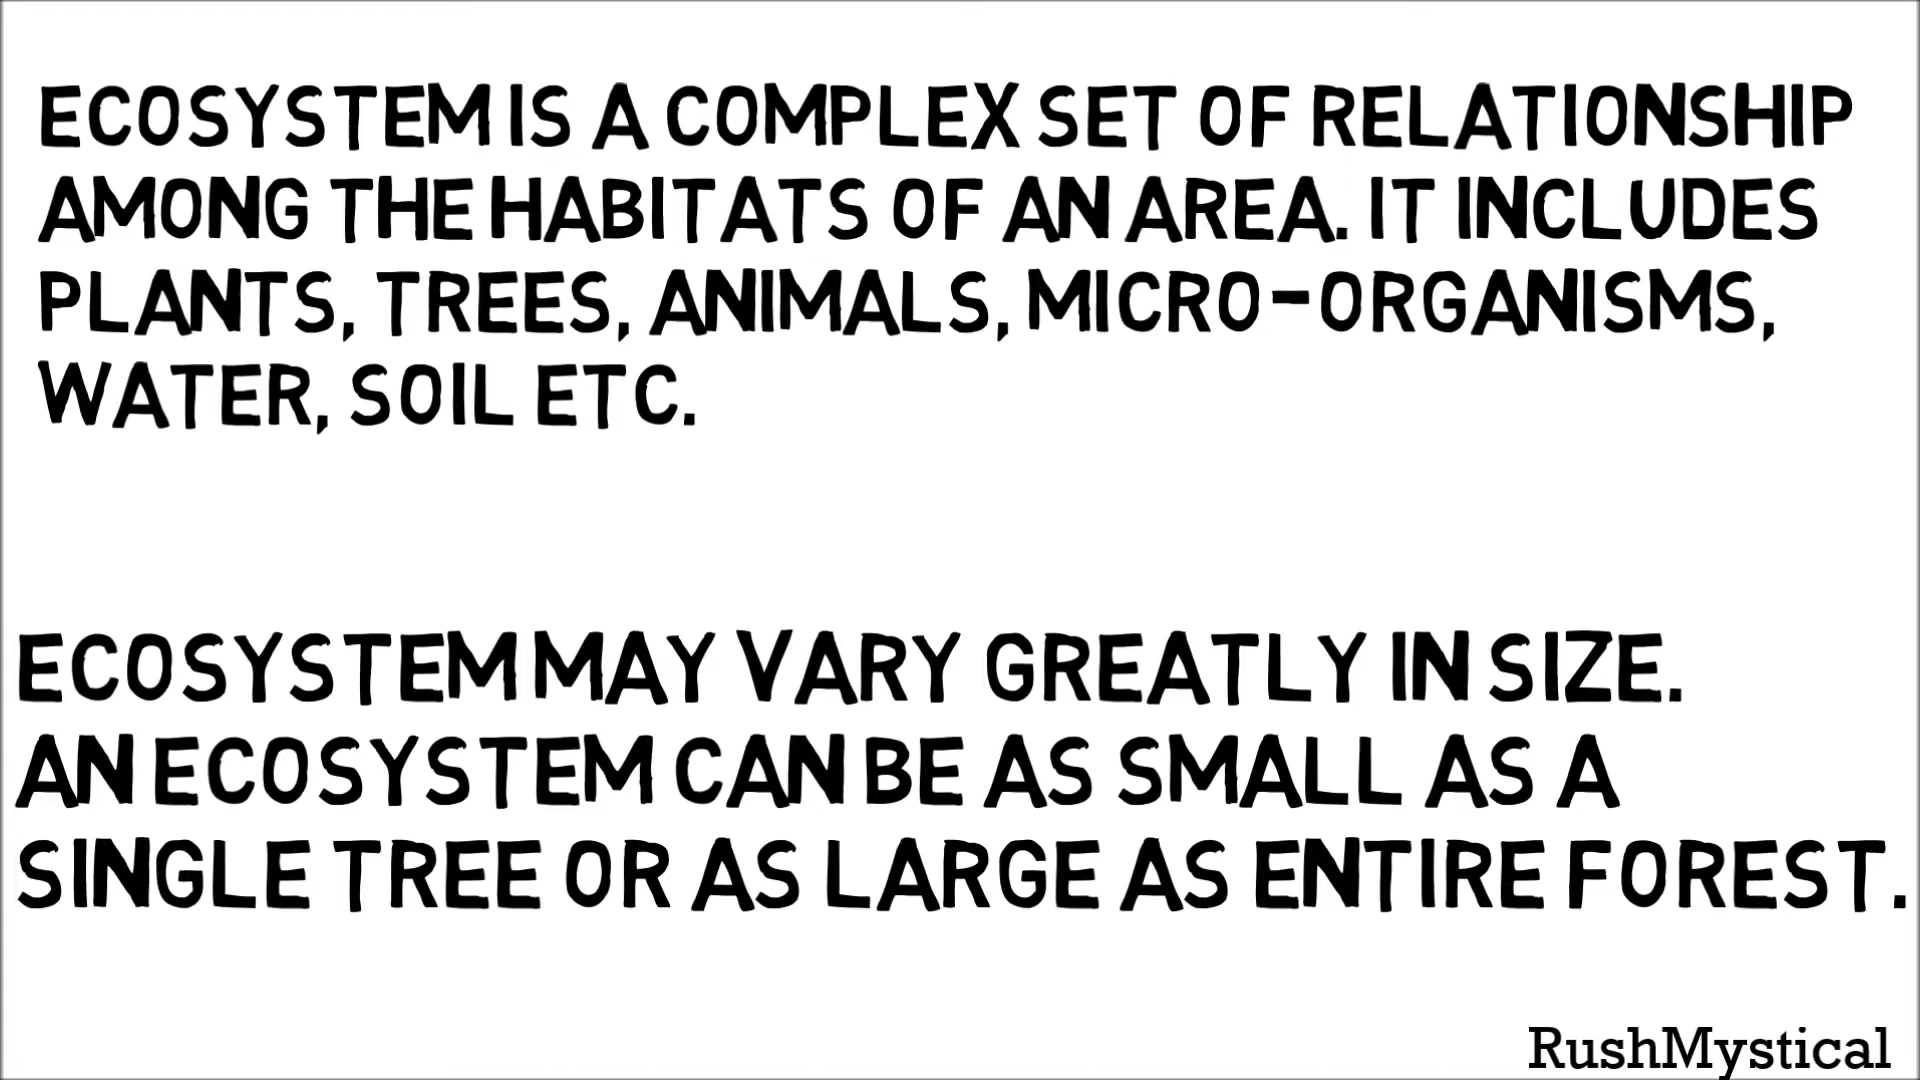 ECOSYSTEM IS A COMPLEX SET OF RELATIONSHIP
AMONG THE HABITATS OF AN AREA. IT INCLUDES
PLANTS, TREES, ANIMALS, MICRO-ORGANISMS,
WATER, SOIL ETC.
ECOSYSTEM MAY VARY GREATLY IN SIZE.
AN ECOSYSTEM CAN BE AS SMALL AS A
SINGLE TREE OR AS LARGE AS ENTIRE FOREST.
RushMystical